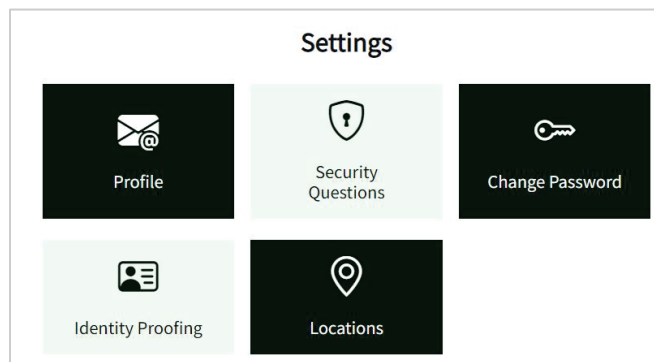 Settings
Profile
Security
Questions
Change Password
Identity Proofing
Locations